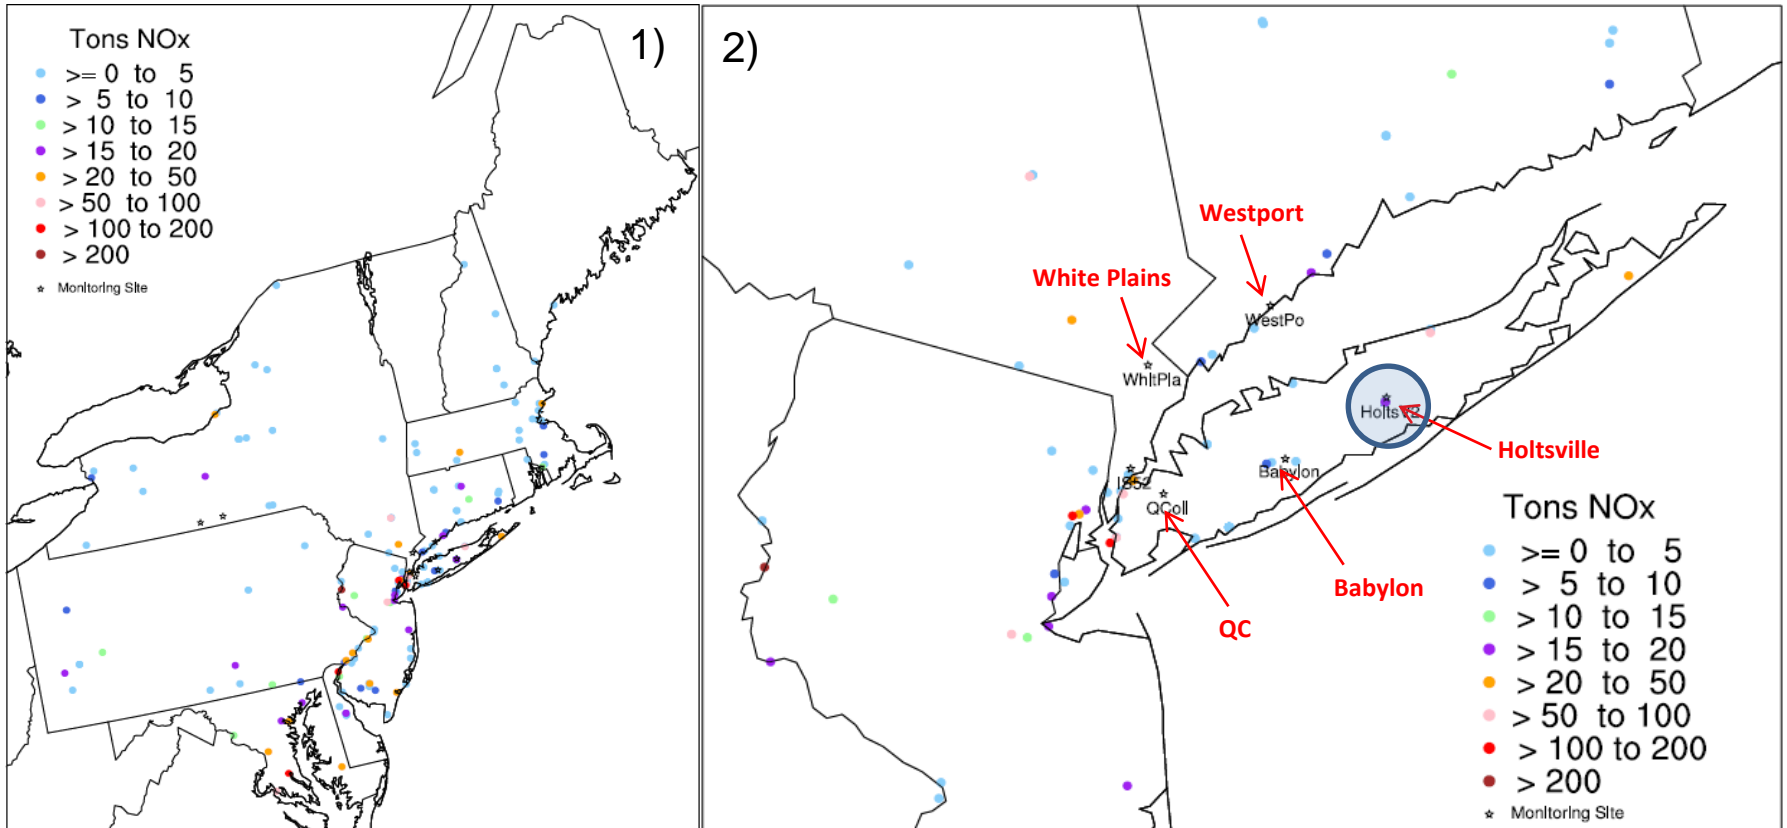 1)
Tons NOx
>= 0 to 5
> 5 to 10
> 10 to 15
> 15 to 20
> 20 to 50
> 50 to 100
> 100 to 200
> 200
Monitoring Site
2)
Westport
White Plains
WestPo
WhitPla
Holtsville
Babylon
IS52
QColl
Babylon
QC
Tons NOx
>= 0 to 5
> 5 to 10
> 10 to 15
> 15 to 20
> 20 to 50
> 50 to 100
> 100 to 200
> 200
Monitoring Site